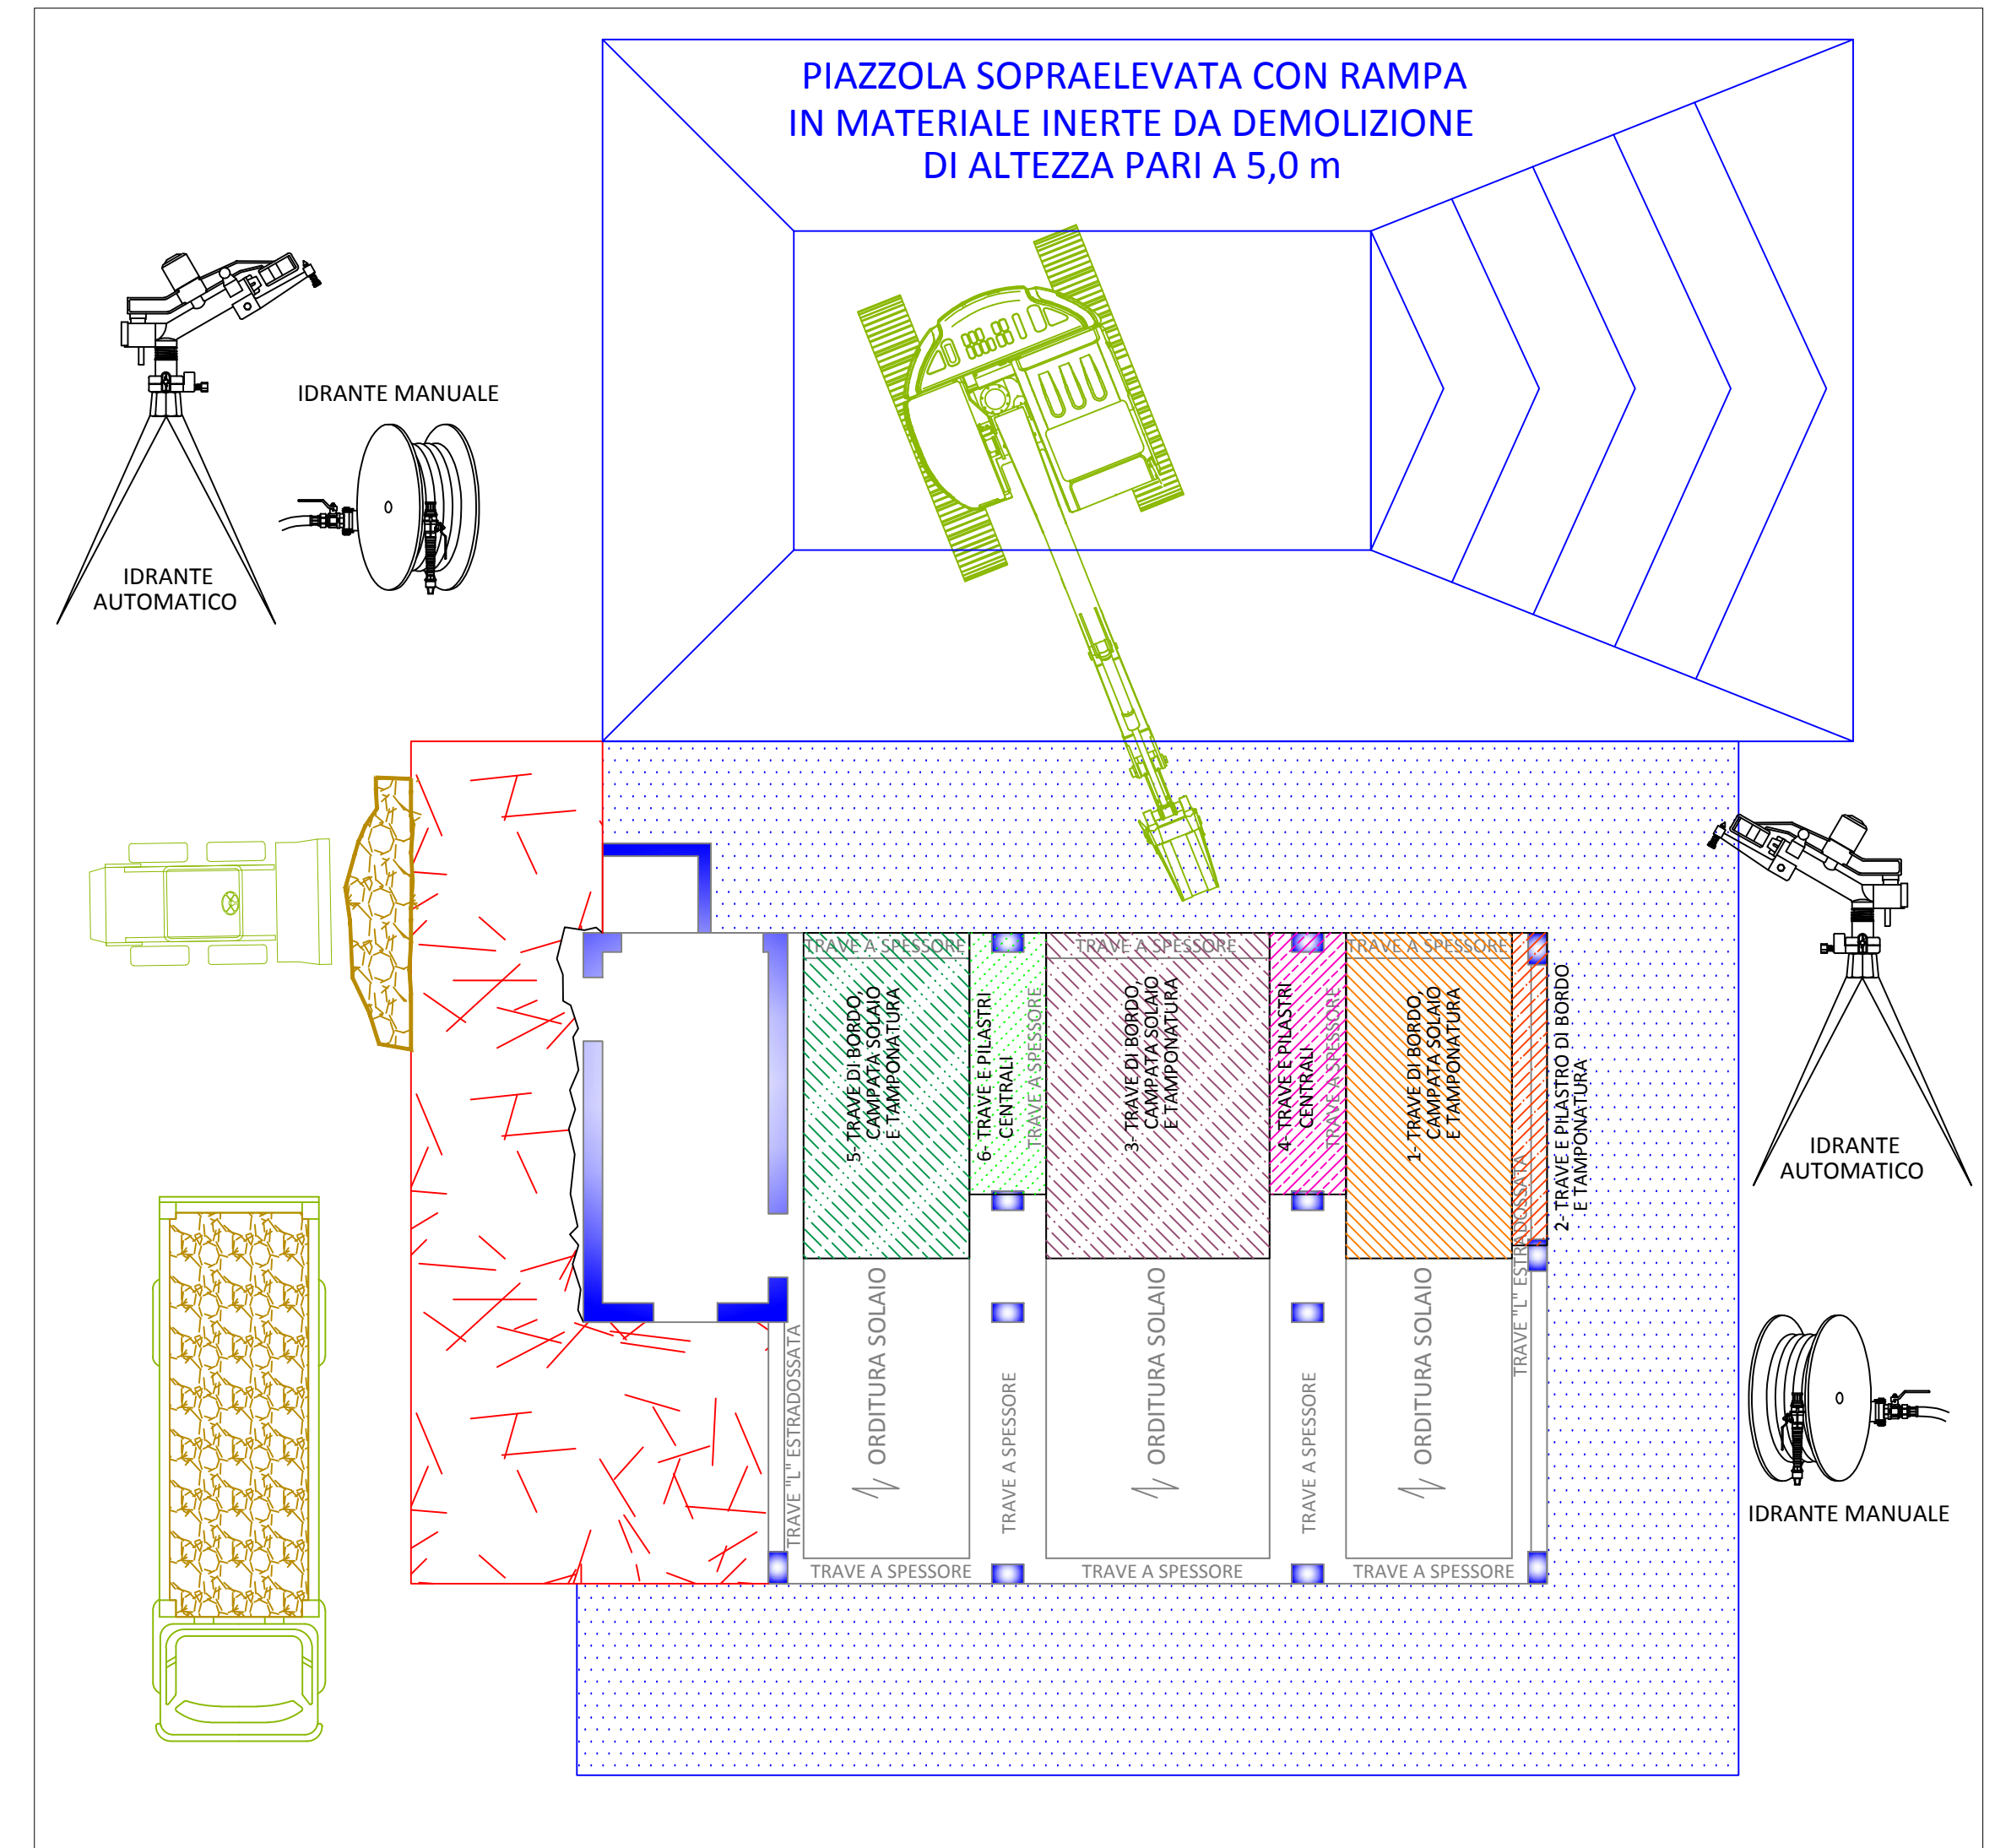 PIAZZOLA SOPRAELEVATA CON RAMPA
IN MATERIALE INERTE DA DEMOLIZIONE
DI ALTEZZA PARI A 5,0 m
IDRANTE MANUALE
IDRANTE
AUTOMATICO
TRAVE A SPESSORE
TRAVE A SPESSORE
TRAVE A SPESSORE
5- TRAVE DI BORDO,
CAMPATA SOLAIO
E TAMPONATURA
6- TRAVE E PILASTRI
CENTRALI
TRAVE A SPESSORE
3- TRAVE DI BORDO,
CAMPATA SOLAIO
E TAMPONATURA
4- TRAVE E PILASTRI
CENTRALI
TRAVE A SPESSORE
1- TRAVE DI BORDO,
CAMPATA SOLAIO
E TAMPONATURA
2- TRAVE E PILASTRO DI BORDO
E TAMPONATURA
TRAVE "L" ESTRADOSSATA
IDRANTE
AUTOMATICO
TRAVE "L" ESTRADOSSATA
ORDITURA SOLAIO
TRAVE A SPESSORE
ORDITURA SOLAIO
TRAVE A SPESSORE
ORDITURA SOLAIO
IDRANTE MANUALE
TRAVE A SPESSORE
TRAVE A SPESSORE
TRAVE A SPESSORE